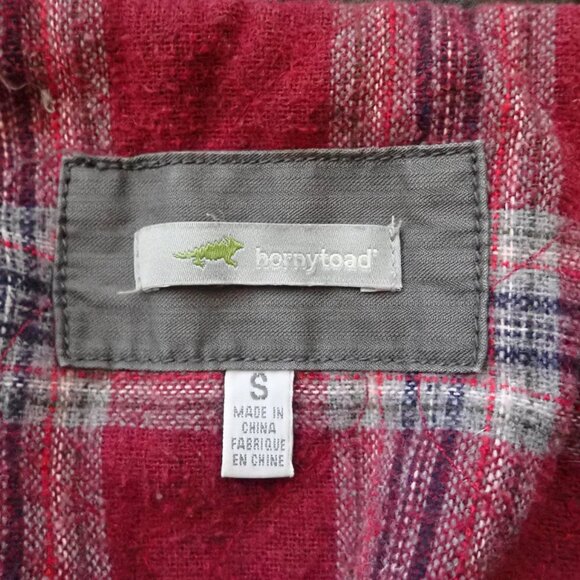 hornytoad®
S
MADE IN
CHINA
FABRIQUE
EN CHINE